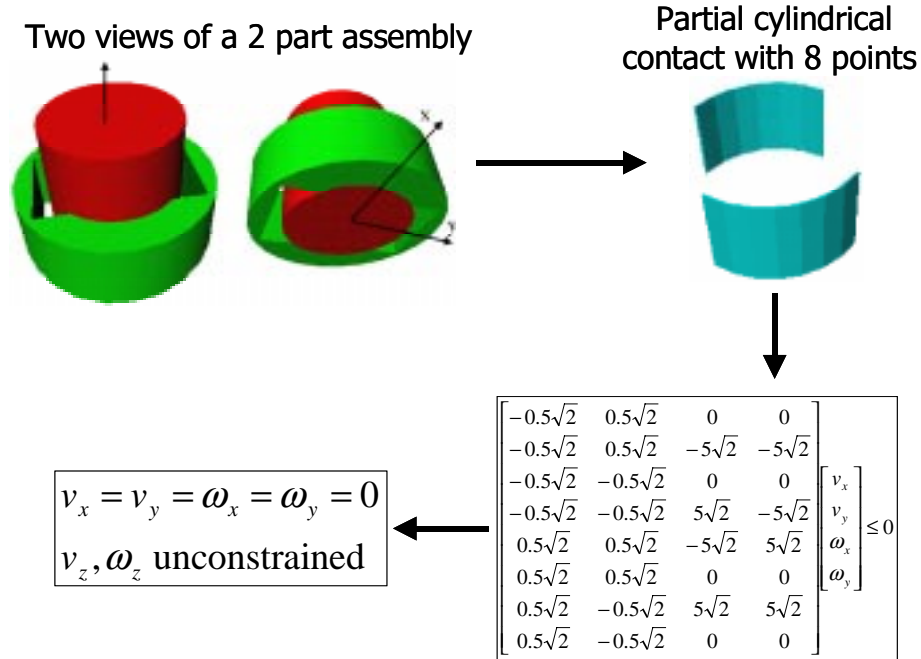 Two views of a 2 part assembly
Partial cylindrical
contact with 8 points
x
y
-0.5√2 0.5√2 0 0
-0.5√2 0.5√2 -5√2 -5√2
-0.5√2 -0.5√2 0 0
-0.5√2 -0.5√2 5√2 -5√2
0.5√2 0.5√2 -5√2 5√2
0.5√2 0.5√2 0 0
0.5√2 -0.5√2 5√2 5√2
0.5√2 -0.5√2 0 0
v_x
v_y
ω_x
ω_y
≤ 0
v_x = v_y = ω_x = ω_y = 0
v_z, ω_z unconstrained